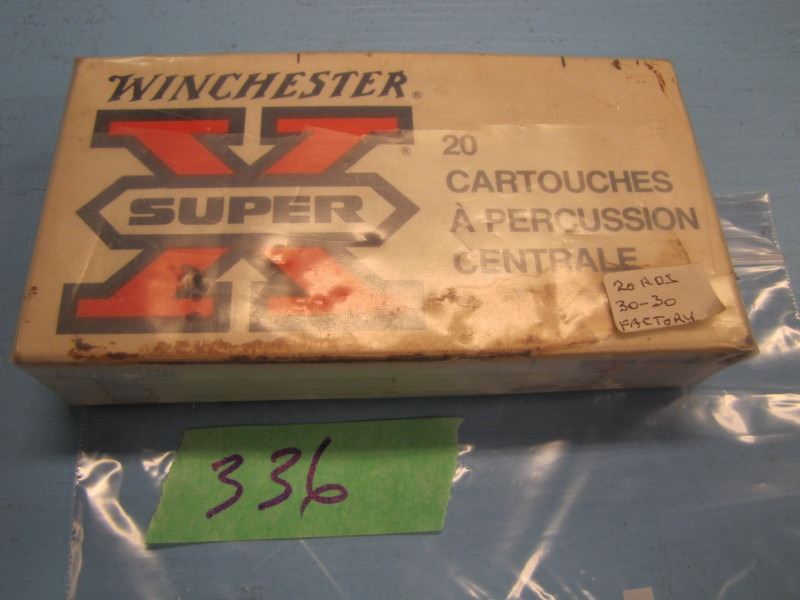 WINCHESTER®
X ®
SUPER
20
CARTOUCHES
À PERCUSSION
CENTRALE
20 RDS
30-30
FACTORY
336